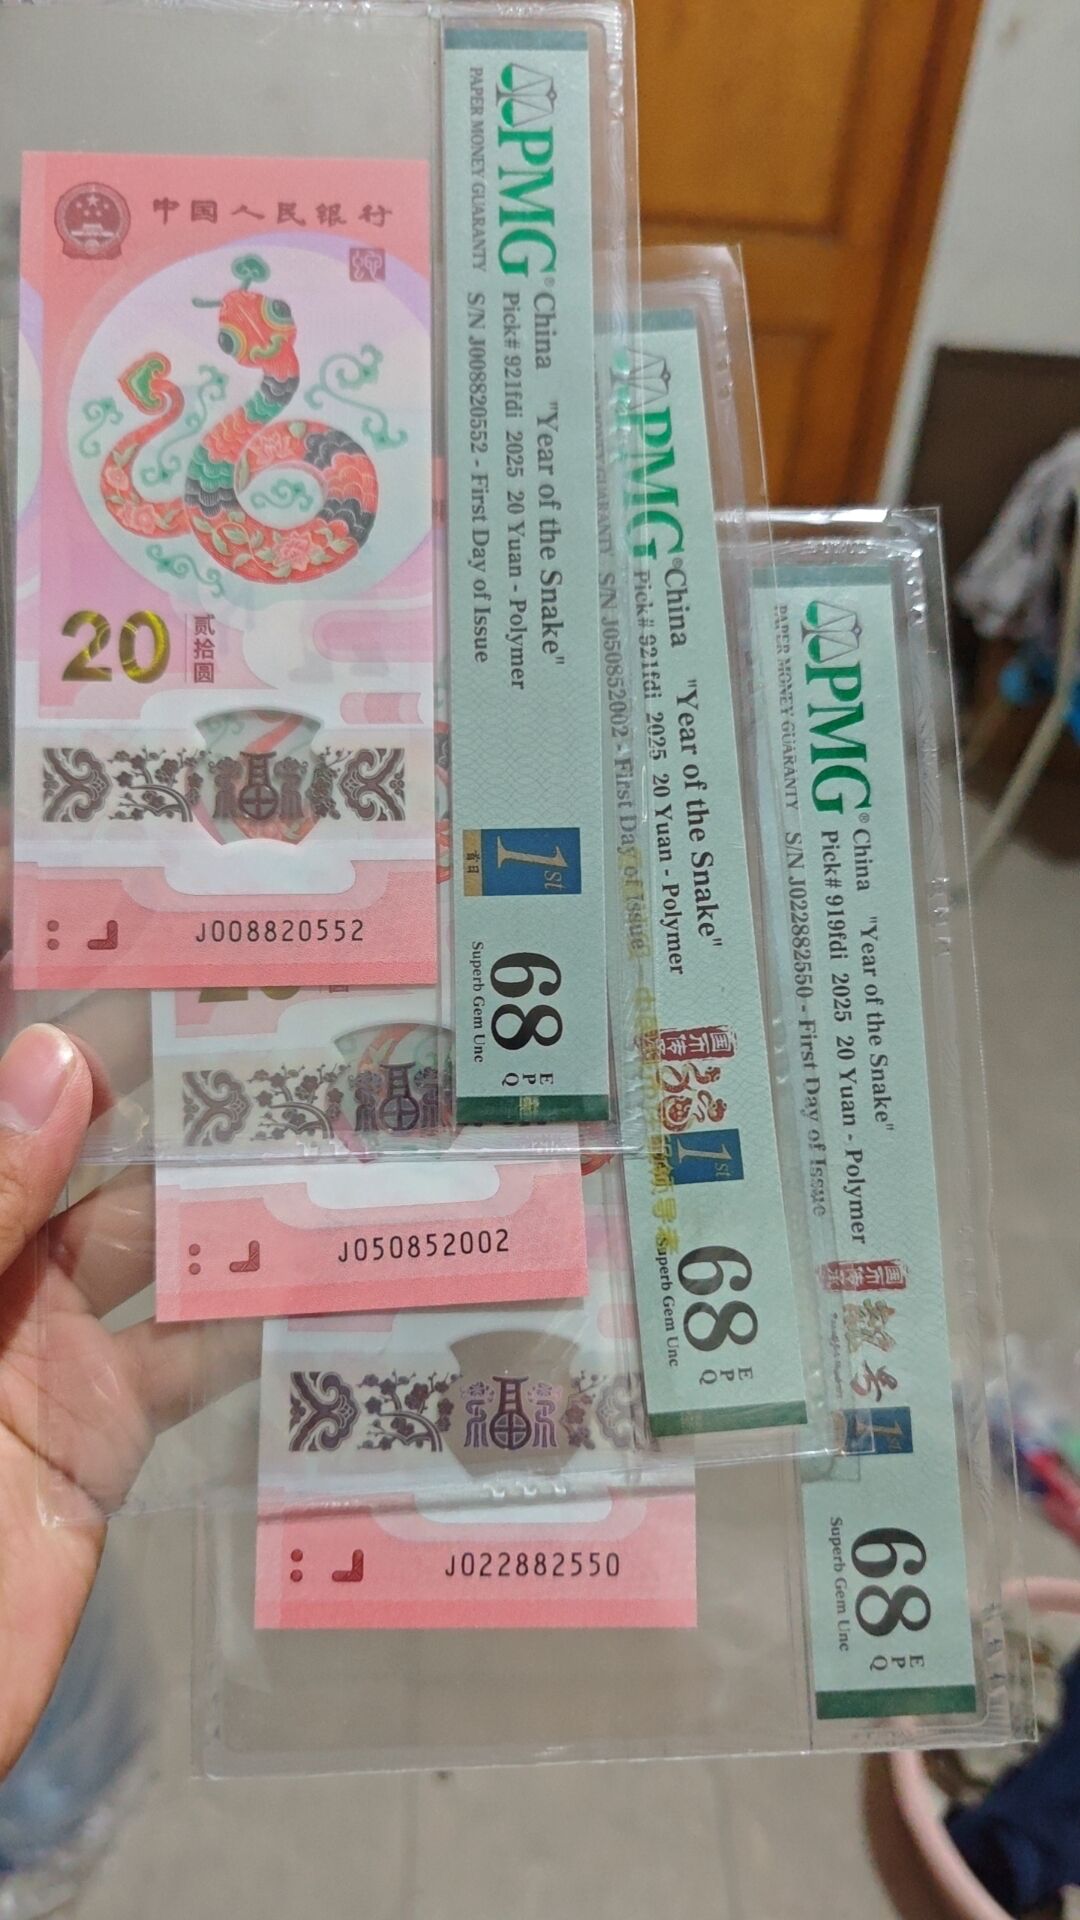 中国人民银行
20
贰拾圆
J008820552
PMG®
PAPER MONEY GUARANTY
China "Year of the Snake"
Pick# 921fdi 2025 20 Yuan - Polymer
S/N J008820552 - First Day of Issue
1st
首日
68
EPQ
Superb Gem Unc
J050852002
PMG®
China "Year of the Snake"
Pick# 921fdi 2025 20 Yuan - Polymer
S/N J050852002 - First Day of Issue
1st
68
EPQ
Superb Gem Unc
J022882550
PMG®
PAPER MONEY GUARANTY
China "Year of the Snake"
Pick# 919fdi 2025 20 Yuan - Polymer
S/N J022882550 - First Day of Issue
1st
68
EPQ
Superb Gem Unc